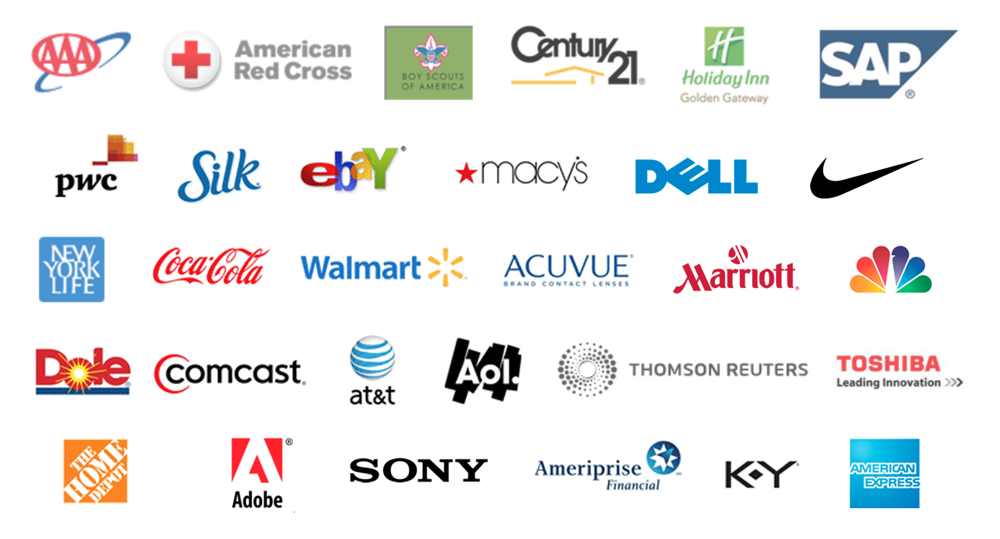 AAA
American
Red Cross
BOY SCOUTS
OF AMERICA
Century
21®
H
Holiday Inn
Golden Gateway
SAP
®
pwc
Silk
ebaY®
macy's
DELL
NEW
YORK
LIFE
Coca-Cola
Walmart
ACUVUE®
BRAND CONTACT LENSES
Marriott®
Dole®
comcast®
at&t
Aol.
THOMSON REUTERS
TOSHIBA
Leading Innovation >>>
THE
HOME
DEPOT
®
Adobe
SONY
Ameriprise
Financial
K-Y®
AMERICAN
EXPRESS